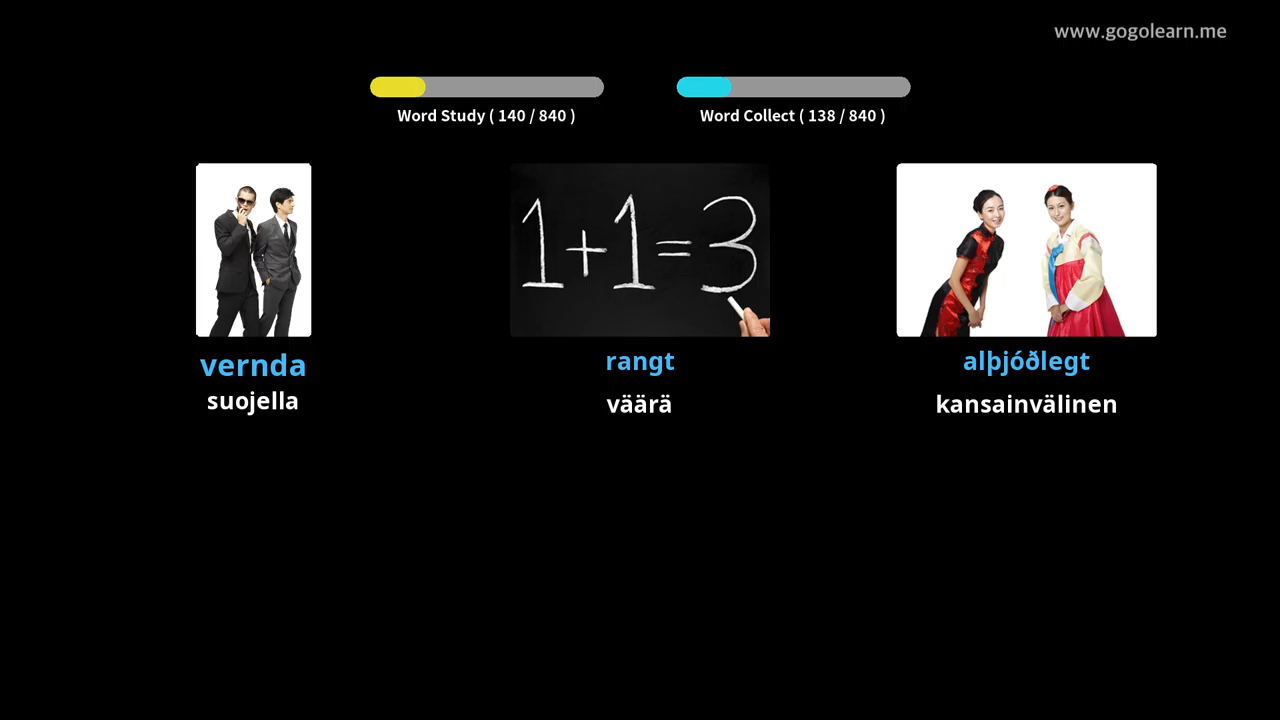 www.gogolearn.me
Word Study ( 140 / 840 )
Word Collect ( 138 / 840 )
1+1=3
vernda
suojella
rangt
väärä
alþjóðlegt
kansainvälinen